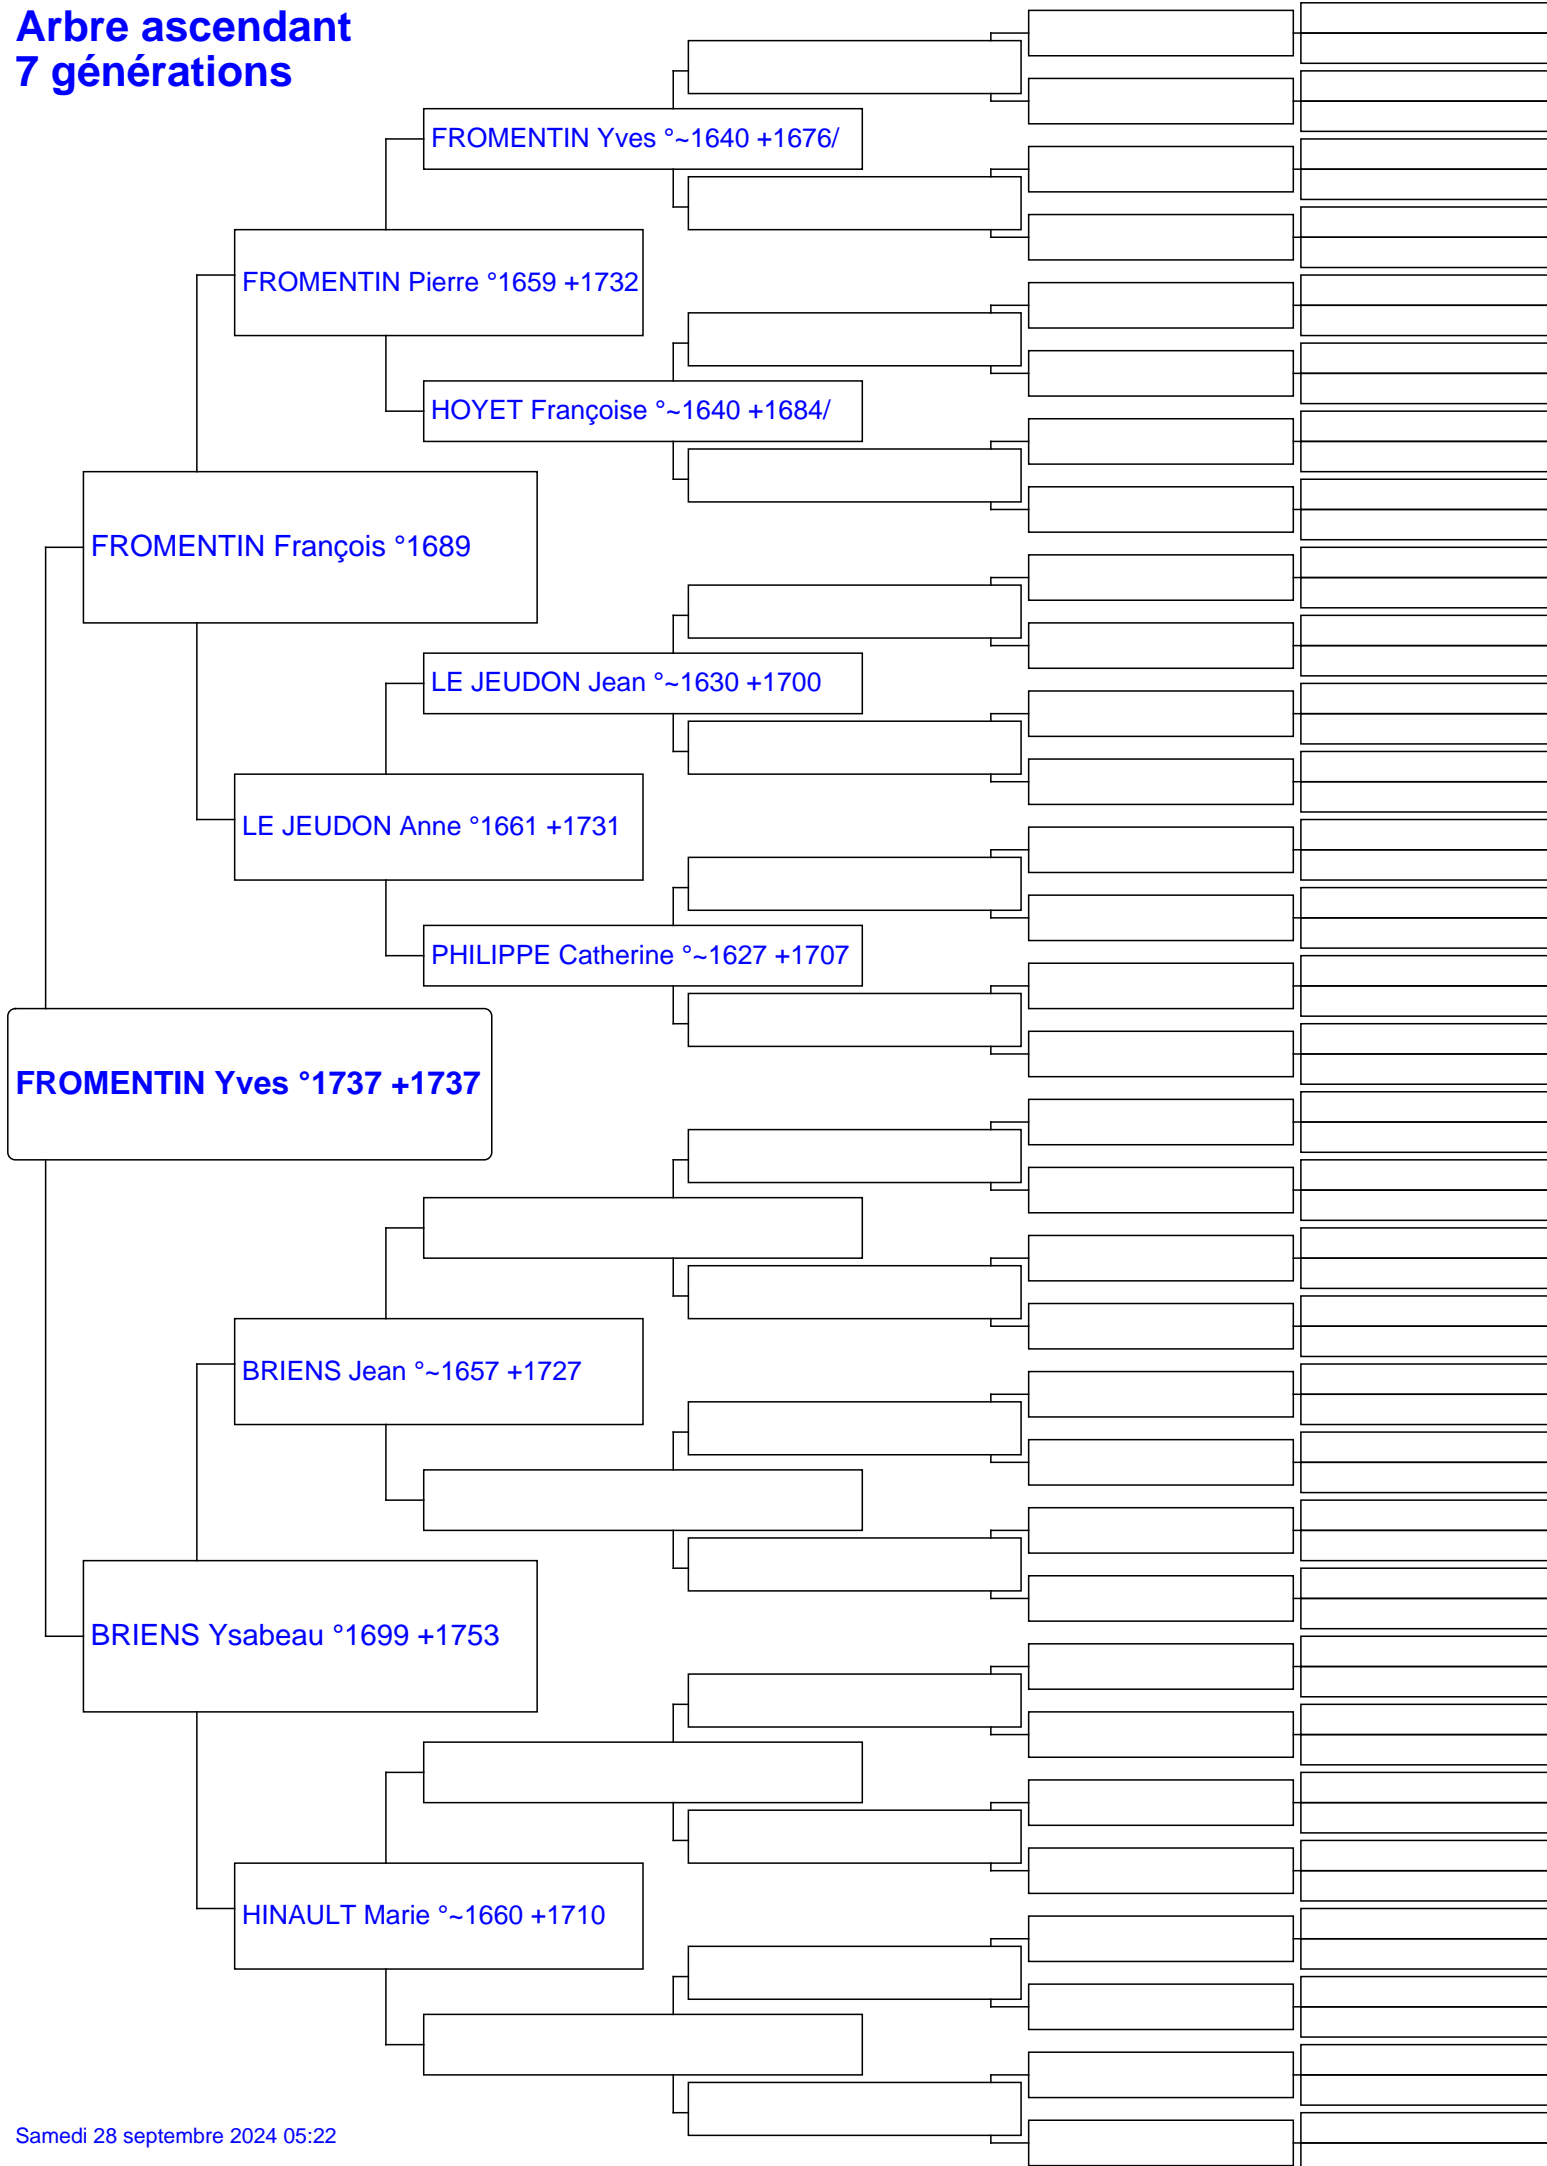 Arbre ascendant
7 générations
FROMENTIN Yves °~1640 +1676/
FROMENTIN Pierre °1659 +1732
HOYET Françoise °~1640 +1684/
FROMENTIN François °1689
LE JEUDON Jean °~1630 +1700
LE JEUDON Anne °1661 +1731
PHILIPPE Catherine °~1627 +1707
FROMENTIN Yves °1737 +1737
BRIENS Jean °~1657 +1727
BRIENS Ysabeau °1699 +1753
HINAULT Marie °~1660 +1710
Samedi 28 septembre 2024 05:22